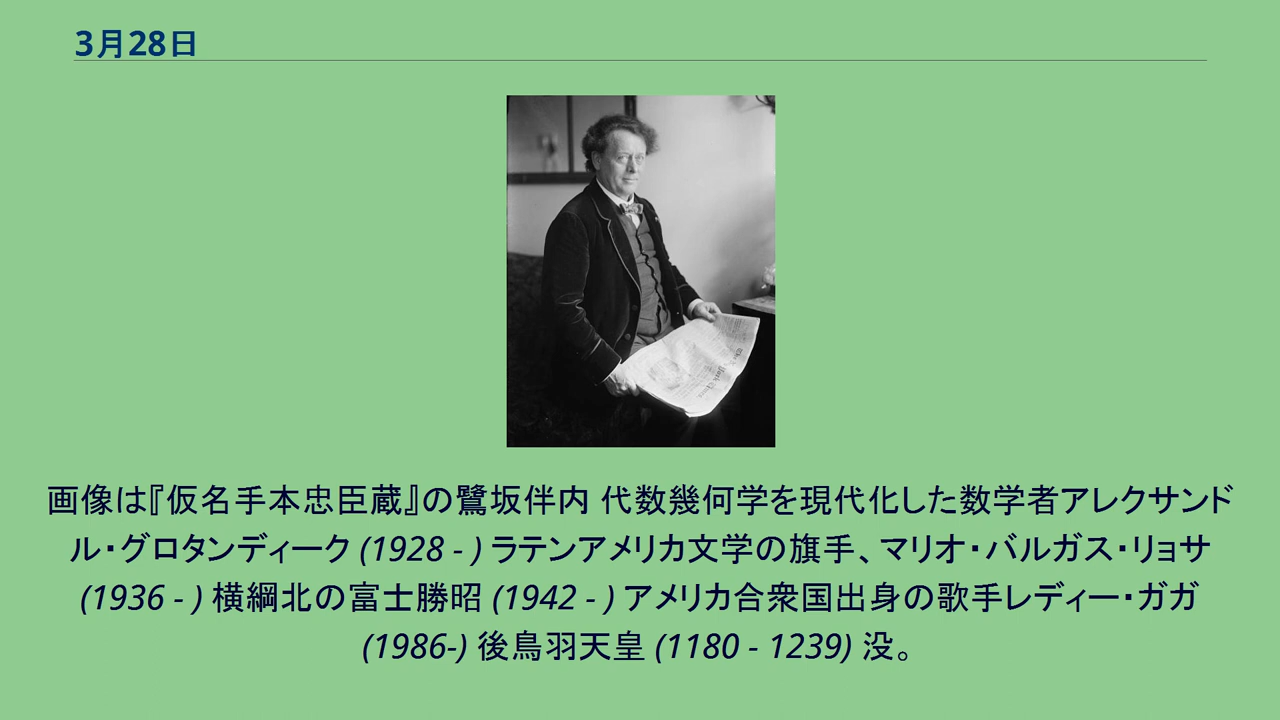 3月28日
画像は『仮名手本忠臣蔵』の鷺坂伴内 代数幾何学を現代化した数学者アレクサンド
ル・グロタンディーク (1928 - ) ラテンアメリカ文学の旗手、マリオ・バルガス・リョサ
(1936 - ) 横綱北の富士勝昭 (1942 - ) アメリカ合衆国出身の歌手レディー・ガガ
(1986-) 後鳥羽天皇 (1180 - 1239) 没。